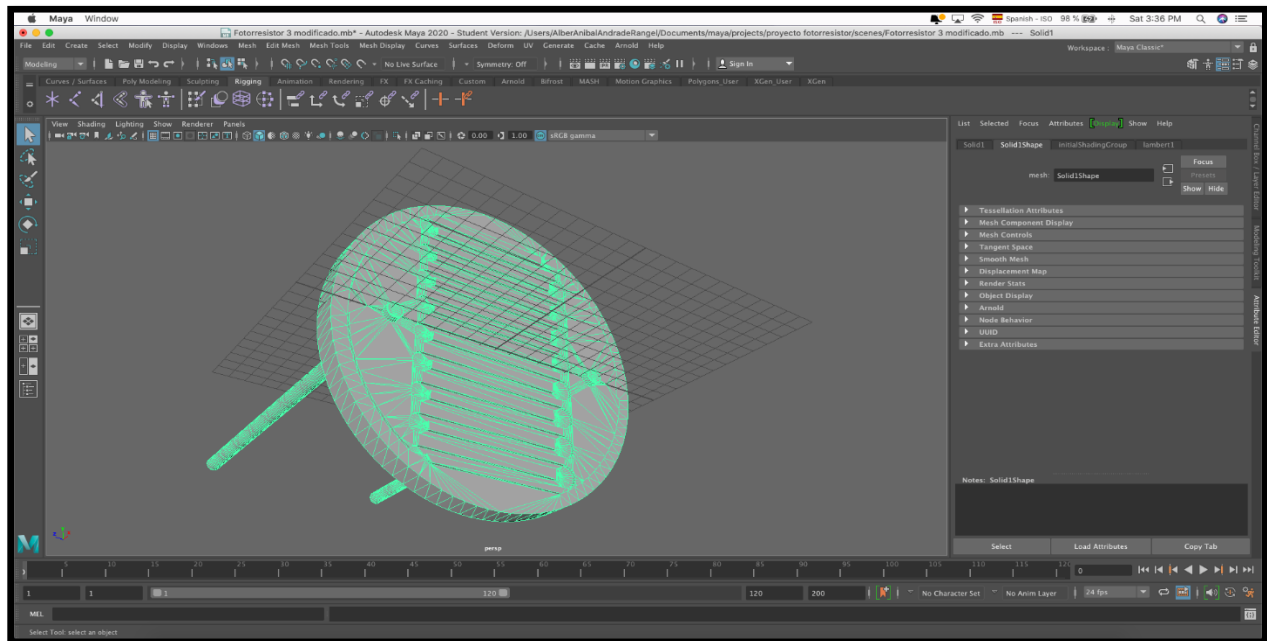 Maya Window Spanish - ISO 98 % Sat 3:36 PM
Fotorresistor 3 modificado.mb* - Autodesk Maya 2020 - Student Version: /Users/AlberAnibalAndradeRangel/Documents/maya/projects/proyecto fotorresistor/scenes/Fotorresistor 3 modificado.mb --- Solid1
File Edit Create Select Modify Display Windows Mesh Edit Mesh Mesh Tools Mesh Display Curves Surfaces Deform UV Generate Cache Arnold Help Workspace: Maya Classic*
Modeling No Live Surface Symmetry: Off Sign In
Curves / Surfaces Poly Modeling Sculpting Rigging Animation Rendering FX FX Caching Custom Arnold Bifrost MASH Motion Graphics Polygons_User XGen_User XGen
View Shading Lighting Show Renderer Panels
0.00 1.00 sRGB gamma
persp
List Selected Focus Attributes Display Show Help
Solid1 Solid1Shape initialShadingGroup lambert1
Focus
mesh: Solid1Shape Presets
Show Hide
Tessellation Attributes
Mesh Component Display
Mesh Controls
Tangent Space
Smooth Mesh
Displacement Map
Render Stats
Object Display
Arnold
Node Behavior
UUID
Extra Attributes
Notes: Solid1Shape
Select Load Attributes Copy Tab
Channel Box / Layer Editor
Modeling Toolkit
Attribute Editor
5 10 15 20 25 30 35 40 45 50 55 60 65 70 75 80 85 90 95 100 105 110 115 120 0
1 1 1 120 120 200 No Character Set No Anim Layer 24 fps
MEL
Select Tool: select an object